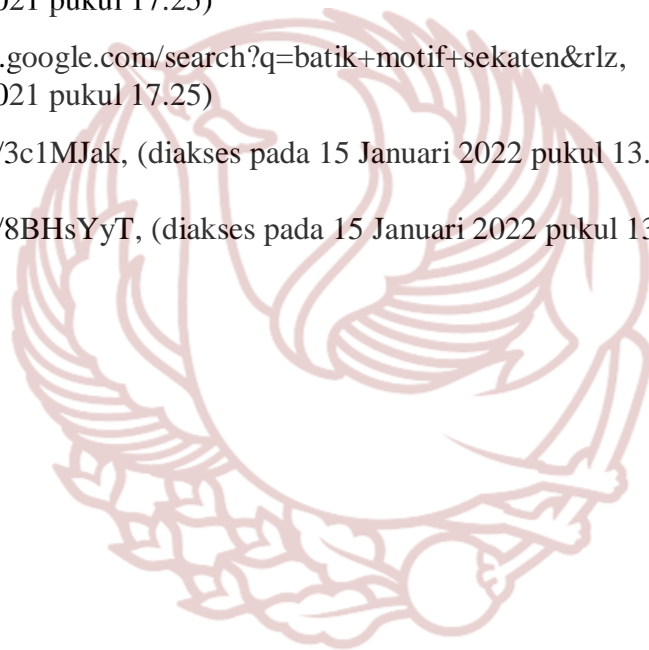 021 pukul 17.25)
.google.com/search?q=batik+motif+sekaten&rlz,
021 pukul 17.25)
/3c1MJak, (diakses pada 15 Januari 2022 pukul 13.
/8BHsYyT, (diakses pada 15 Januari 2022 pukul 13